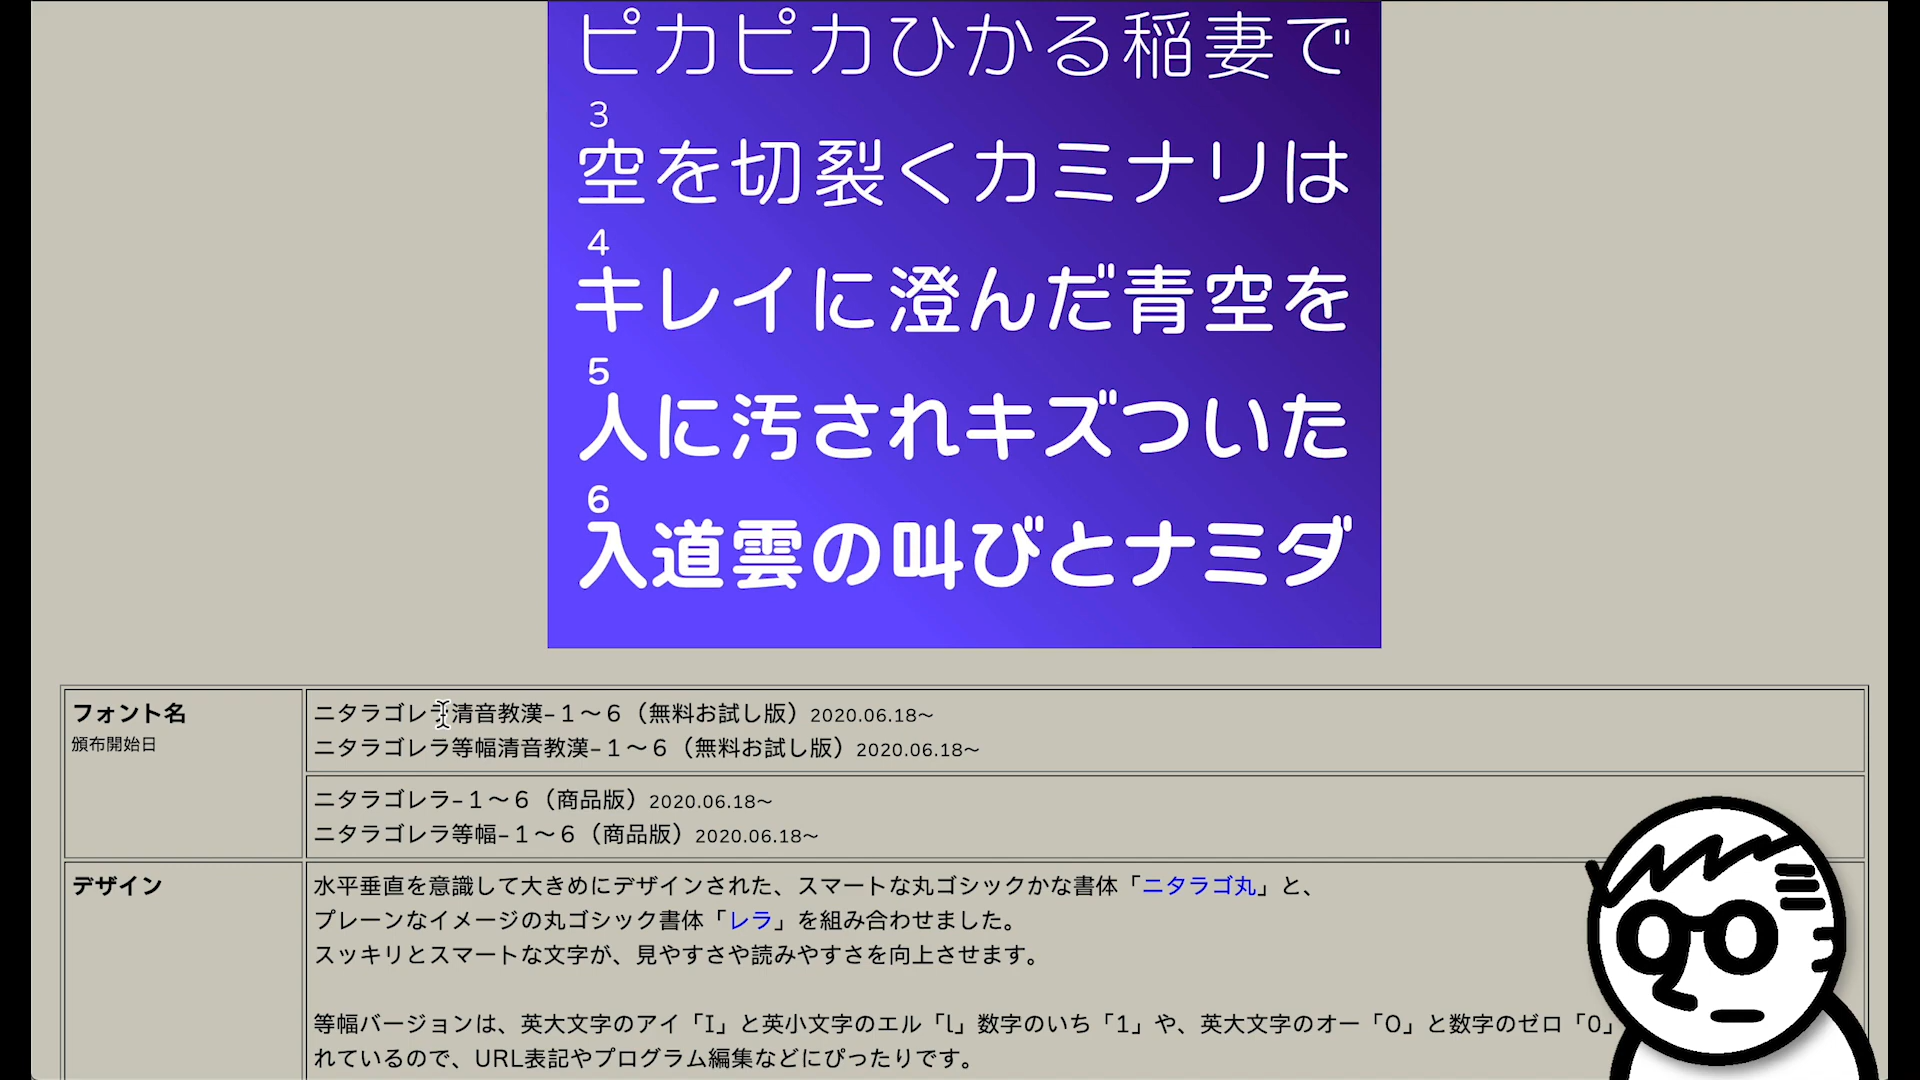 ピカピカひかる稲妻で
3
空を切裂くカミナリは
4
キレイに澄んだ青空を
5
人に汚されキズついた
6
入道雲の叫びとナミダ
フォント名
頒布開始日
ニタラゴレラ清音教漢-1～6（無料お試し版）2020.06.18～
ニタラゴレラ等幅清音教漢-1～6（無料お試し版）2020.06.18～
ニタラゴレラ-1～6（商品版）2020.06.18～
ニタラゴレラ等幅-1～6（商品版）2020.06.18～
デザイン
水平垂直を意識して大きめにデザインされた、スマートな丸ゴシックかな書体「ニタラゴ丸」と、
プレーンなイメージの丸ゴシック書体「レラ」を組み合わせました。
スッキリとスマートな文字が、見やすさや読みやすさを向上させます。
等幅バージョンは、英大文字のアイ「I」と英小文字のエル「l」数字のいち「1」や、英大文字のオー「O」と数字のゼロ「0」
れているので、URL表記やプログラム編集などにぴったりです。